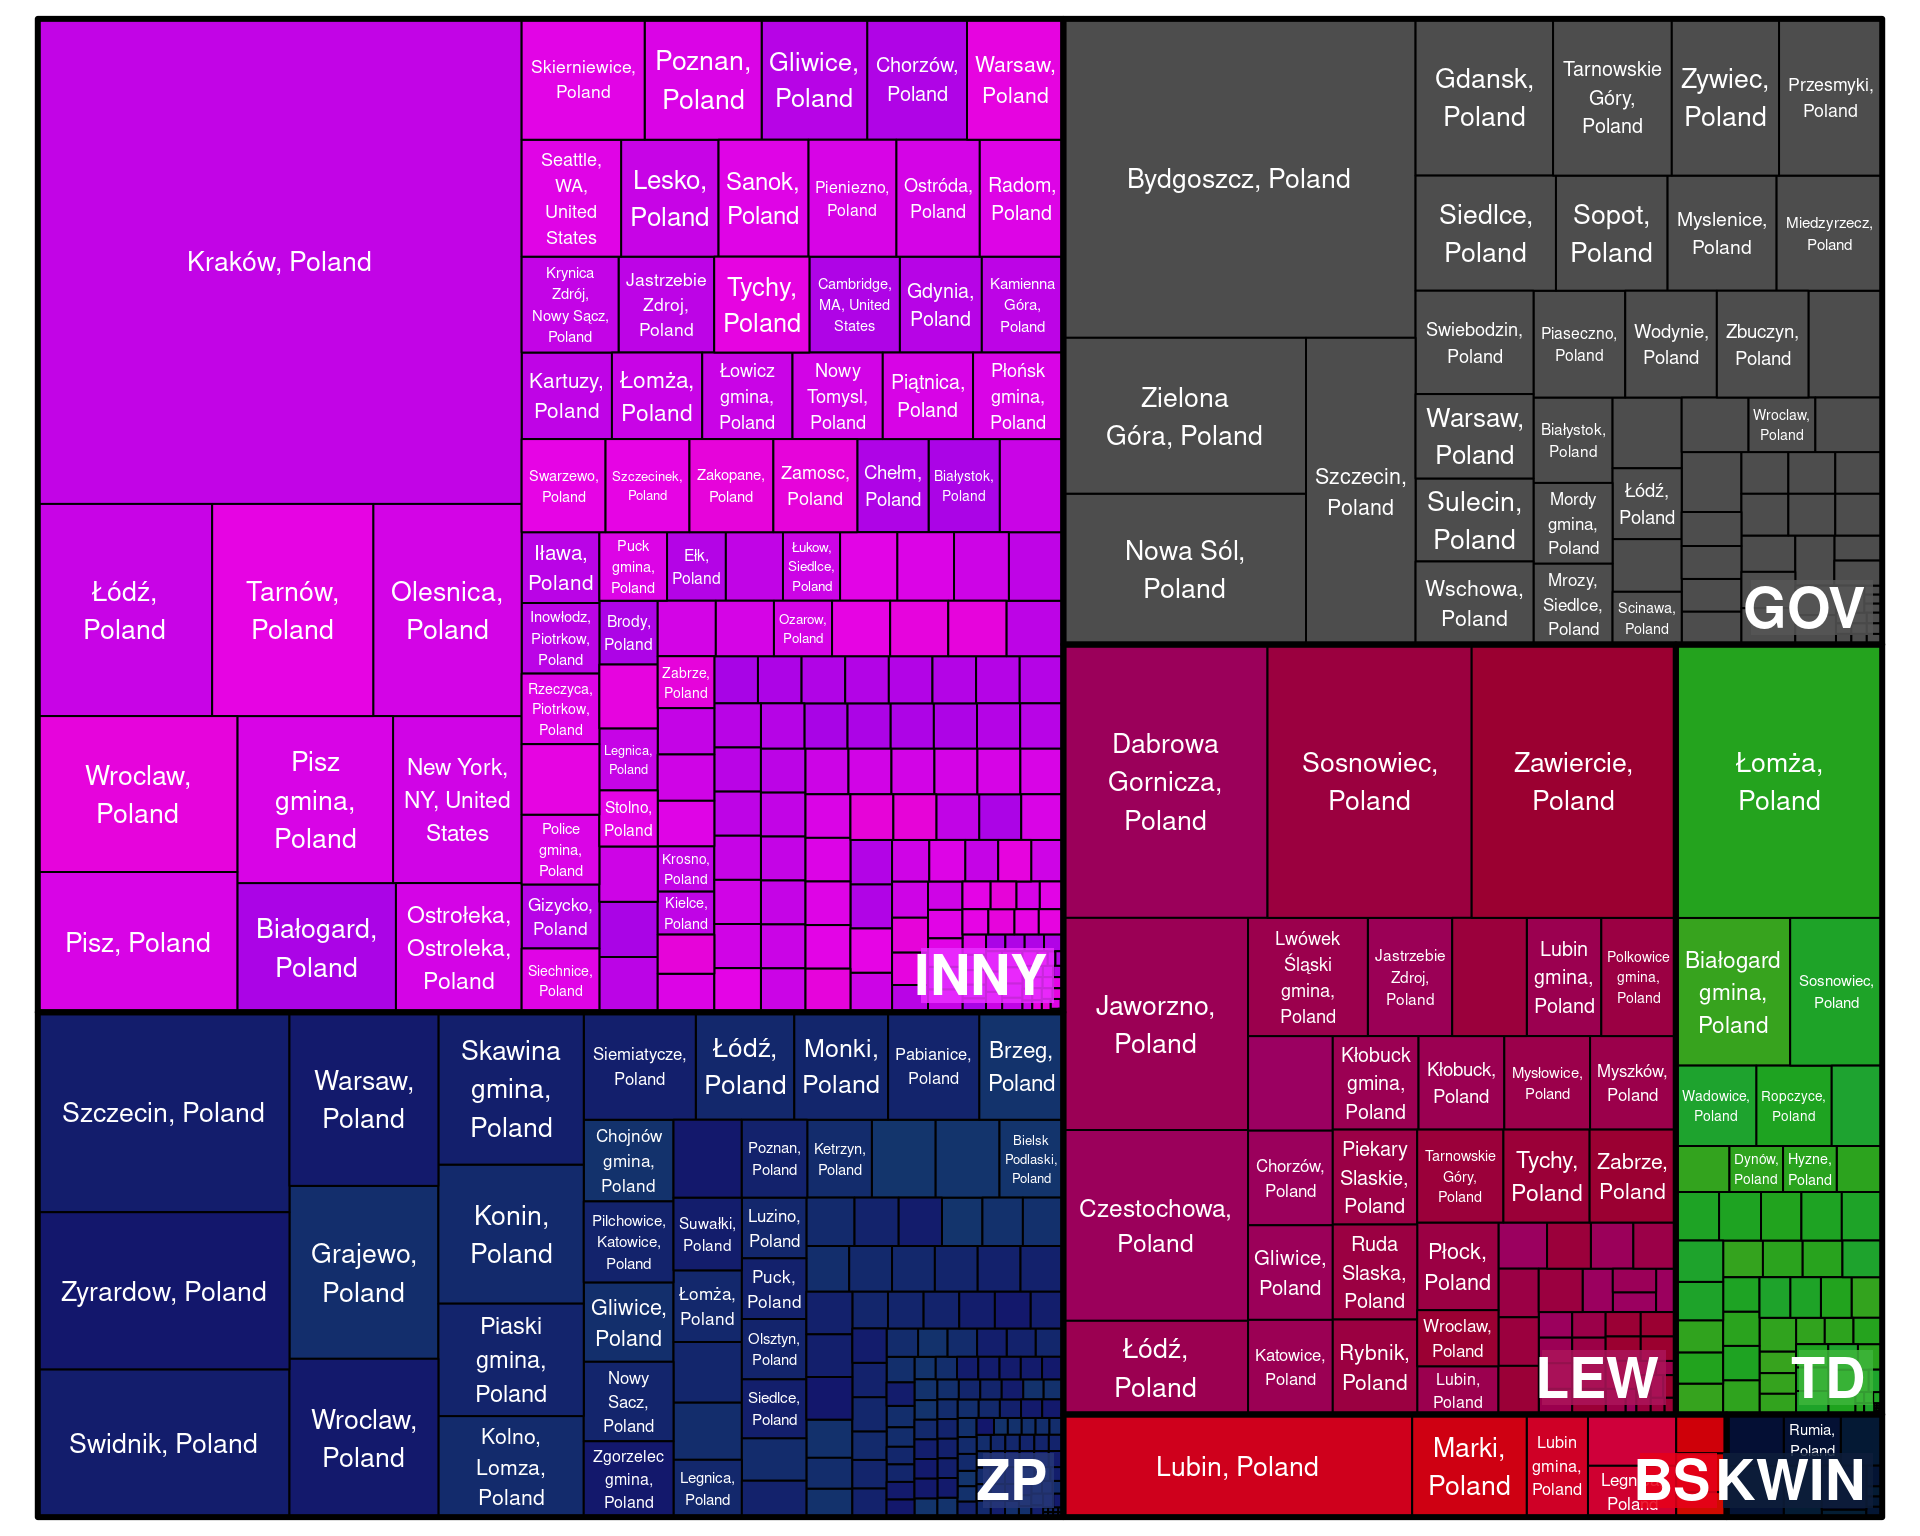 Kraków, Poland
Łódź,
Poland
Tarnów,
Poland
Olesnica,
Poland
Wroclaw,
Poland
Pisz
gmina,
Poland
New York,
NY, United
States
Pisz, Poland
Białogard,
Poland
Ostrołeka,
Ostroleka,
Poland
Skierniewice,
Poland
Poznan,
Poland
Gliwice,
Poland
Chorzów,
Poland
Warsaw,
Poland
Seattle,
WA,
United
States
Lesko,
Poland
Sanok,
Poland
Pieniezno,
Poland
Ostróda,
Poland
Radom,
Poland
Krynica
Zdrój,
Nowy Sącz,
Poland
Jastrzebie
Zdroj,
Poland
Tychy,
Poland
Cambridge,
MA, United
States
Gdynia,
Poland
Kamienna
Góra,
Poland
Kartuzy,
Poland
Łomża,
Poland
Łowicz
gmina,
Poland
Nowy
Tomysl,
Poland
Piątnica,
Poland
Płońsk
gmina,
Poland
Swarzewo,
Poland
Szczecinek,
Poland
Zakopane,
Poland
Zamosc,
Poland
Chełm,
Poland
Białystok,
Poland
Iława,
Poland
Puck
gmina,
Poland
Ełk,
Poland
Łukow,
Siedlce,
Poland
Inowłodz,
Piotrkow,
Poland
Brody,
Poland
Ozarow,
Poland
Rzeczyca,
Piotrkow,
Poland
Zabrze,
Poland
Legnica,
Poland
Stolno,
Poland
Police
gmina,
Poland
Krosno,
Poland
Gizycko,
Poland
Kielce,
Poland
Siechnice,
Poland
INNY
Bydgoszcz, Poland
Zielona
Góra, Poland
Nowa Sól,
Poland
Szczecin,
Poland
Gdansk,
Poland
Tarnowskie
Góry,
Poland
Zywiec,
Poland
Przesmyki,
Poland
Siedlce,
Poland
Sopot,
Poland
Myslenice,
Poland
Miedzyrzecz,
Poland
Swiebodzin,
Poland
Piaseczno,
Poland
Wodynie,
Poland
Zbuczyn,
Poland
Warsaw,
Poland
Białystok,
Poland
Wroclaw,
Poland
Sulecin,
Poland
Mordy
gmina,
Poland
Łódź,
Poland
Wschowa,
Poland
Mrozy,
Siedlce,
Poland
Scinawa,
Poland
GOV
Dabrowa
Gornicza,
Poland
Sosnowiec,
Poland
Zawiercie,
Poland
Jaworzno,
Poland
Czestochowa,
Poland
Łódź,
Poland
Lwówek
Śląski
gmina,
Poland
Jastrzebie
Zdroj,
Poland
Lubin
gmina,
Poland
Polkowice
gmina,
Poland
Kłobuck
gmina,
Poland
Kłobuck,
Poland
Mysłowice,
Poland
Myszków,
Poland
Chorzów,
Poland
Piekary
Slaskie,
Poland
Tarnowskie
Góry,
Poland
Tychy,
Poland
Zabrze,
Poland
Gliwice,
Poland
Ruda
Slaska,
Poland
Płock,
Poland
Katowice,
Poland
Rybnik,
Poland
Wroclaw,
Poland
Lubin,
Poland
LEW
Łomża,
Poland
Białogard
gmina,
Poland
Sosnowiec,
Poland
Wadowice,
Poland
Ropczyce,
Poland
Dynów,
Poland
Hyzne,
Poland
TD
Szczecin, Poland
Zyrardow, Poland
Swidnik, Poland
Warsaw,
Poland
Grajewo,
Poland
Wroclaw,
Poland
Skawina
gmina,
Poland
Konin,
Poland
Piaski
gmina,
Poland
Kolno,
Lomza,
Poland
Siemiatycze,
Poland
Łódź,
Poland
Monki,
Poland
Pabianice,
Poland
Brzeg,
Poland
Chojnów
gmina,
Poland
Poznan,
Poland
Ketrzyn,
Poland
Bielsk
Podlaski,
Poland
Pilchowice,
Katowice,
Poland
Suwałki,
Poland
Luzino,
Poland
Gliwice,
Poland
Łomża,
Poland
Puck,
Poland
Olsztyn,
Poland
Nowy
Sacz,
Poland
Siedlce,
Poland
Zgorzelec
gmina,
Poland
Legnica,
Poland
ZP
Lubin, Poland
Marki,
Poland
Lubin
gmina,
Poland
BS
Rumia,
Poland
KWIN